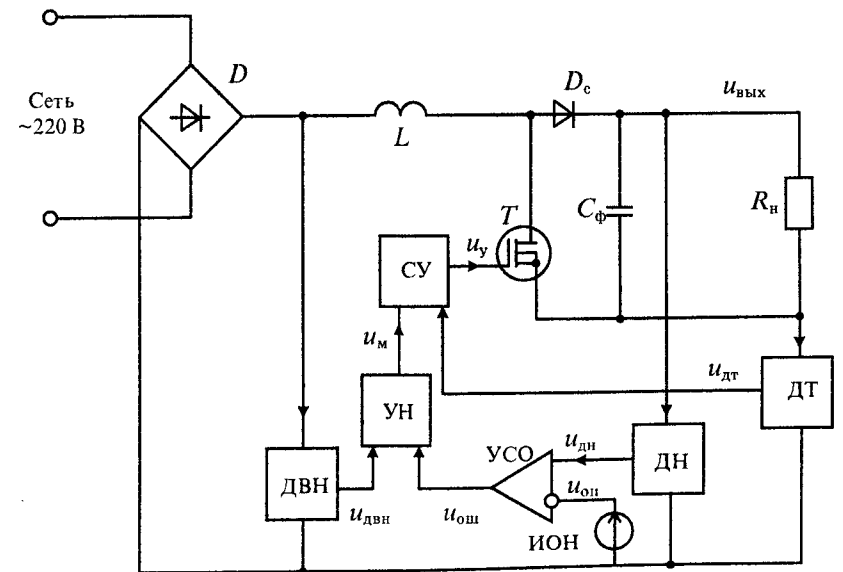 Сеть
~220 В
D
L
Dс
uвых
T
Cф
Rн
uу
СУ
uм
uдт
ДТ
УН
УСО
uдн
ДН
ДВН
uдвн
uош
uоп
ИОН